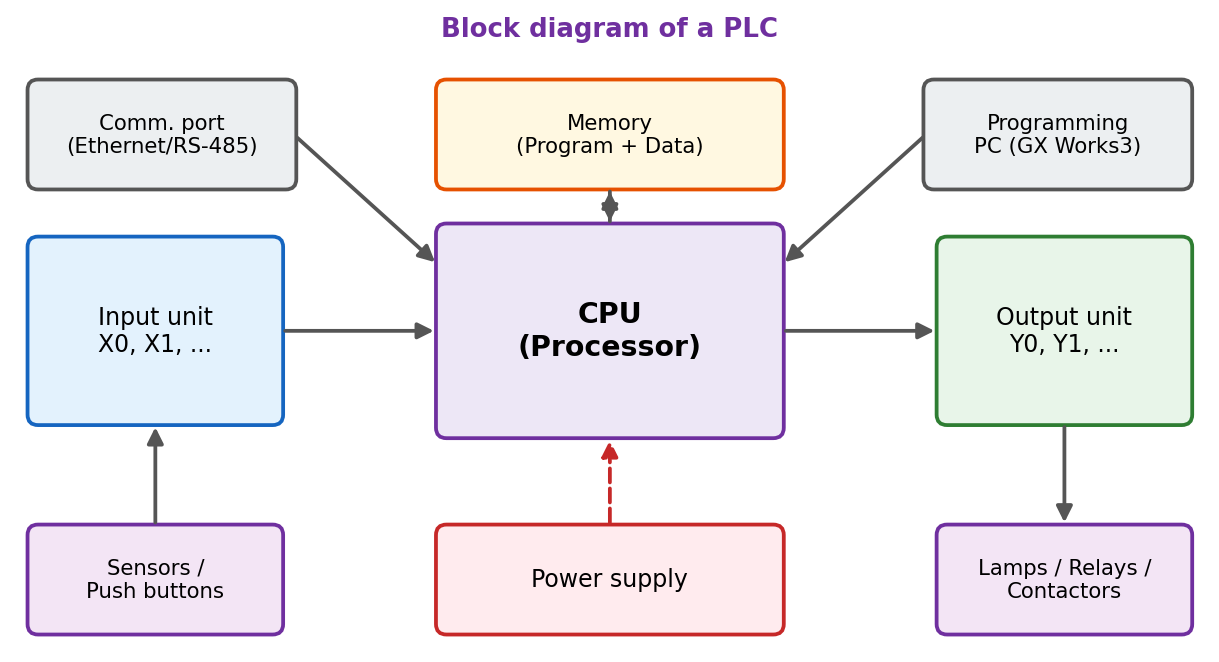 Block diagram of a PLC
Comm. port
(Ethernet/RS-485)
Memory
(Program + Data)
Programming
PC (GX Works3)
Input unit
X0, X1, ...
CPU
(Processor)
Output unit
Y0, Y1, ...
Sensors /
Push buttons
Power supply
Lamps / Relays /
Contactors